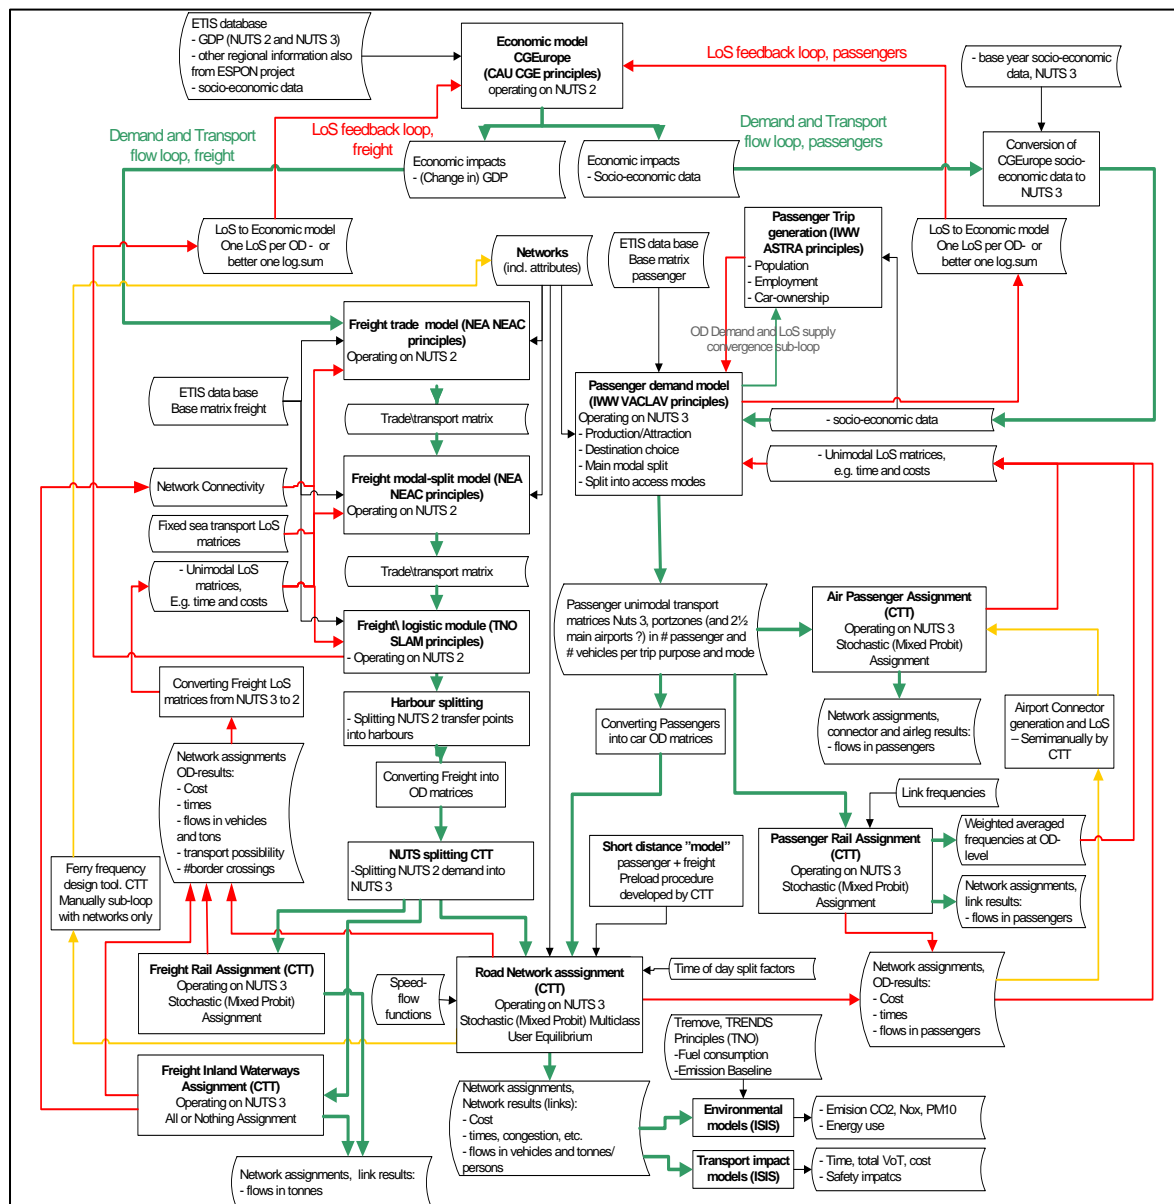 ETIS database
- GDP (NUTS 2 and NUTS 3)
- other regional information also
from ESPON project
- socio-economic data
Economic model
CGEurope
(CAU CGE principles)
operating on NUTS 2
LoS feedback loop, passengers
- base year socio-economic
data, NUTS 3
Demand and Transport
flow loop, freight
LoS feedback loop,
freight
Demand and Transport
flow loop, passengers
Economic impacts
- (Change in) GDP
Economic impacts
- Socio-economic data
Conversion of
CGEurope socio-
economic data to
NUTS 3
LoS to Economic model
One LoS per OD - or
better one log.sum
Networks
(incl. attributes)
ETIS data base
Base matrix
passenger
Passenger Trip
generation (IWW
ASTRA principles)
- Population
- Employment
- Car-ownership
LoS to Economic model
One LoS per OD- or
better one log.sum
OD Demand and LoS supply
convergence sub-loop
Freight trade model (NEA NEAC
principles)
Operating on NUTS 2
ETIS data base
Base matrix freight
Trade\transport matrix
Passenger demand model
(IWW VACLAV principles)
Operating on NUTS 3
- Production/Attraction
- Destination choice
- Main modal split
- Split into access modes
- socio-economic data
- Unimodal LoS matrices,
e.g. time and costs
Network Connectivity
Freight modal-split model (NEA
NEAC principles)
Operating on NUTS 2
Fixed sea transport LoS
matrices
Trade\transport matrix
- Unimodal LoS
matrices,
E.g. time and costs
Freight\ logistic module (TNO
SLAM principles)
- Operating on NUTS 2
Passenger unimodal transport
matrices Nuts 3, portzones (and 2½
main airports ?) in # passenger and
# vehicles per trip purpose and mode
Air Passenger Assignment
(CTT)
Operating on NUTS 3
Stochastic (Mixed Probit)
Assignment
Converting Freight LoS
matrices from NUTS 3 to 2
Harbour splitting
- Splitting NUTS 2 transfer points
into harbours
Converting Passengers
into car OD matrices
Network assignments,
connector and airleg results:
- flows in passengers
Airport Connector
generation and LoS
– Semimanually by
CTT
Network assignments
OD-results:
- Cost
- times
- flows in vehicles
and tons
- transport possiblility
- #border crossings
Converting Freight into
OD matrices
Link frequencies
Ferry frequency
design tool. CTT
Manually sub-loop
with networks only
NUTS splitting CTT
-Splitting NUTS 2 demand into
NUTS 3
Short distance ”model”
passenger + freight
Preload procedure
developed by CTT
Passenger Rail Assignment
(CTT)
Operating on NUTS 3
Stochastic (Mixed Probit)
Assignment
Weighted averaged
frequencies at OD-
level
Network assignments,
link results:
- flows in passengers
Freight Rail Assignment (CTT)
Operating on NUTS 3
Stochastic (Mixed Probit)
Assignment
Speed-
flow
functions
Road Network asssignment
(CTT)
Operating on NUTS 3
Stochastic (Mixed Probit) Multiclass
User Equilibrium
Time of day split factors
Network assignments,
OD-results:
- Cost
- times
- flows in passengers
Tremove, TRENDS
Principles (TNO)
-Fuel consumption
-Emission Baseline
Freight Inland Waterways
Assignment (CTT)
Operating on NUTS 3
All or Nothing Assignment
Network assignments,
Network results (links):
- Cost
- times, congestion, etc.
- flows in vehicles and tonnes/
persons
Environmental
models (ISIS)
- Emision CO2, Nox, PM10
- Energy use
Transport impact
models (ISIS)
- Time, total VoT, cost
- Safety impatcs
Network assignments, link results:
- flows in tonnes